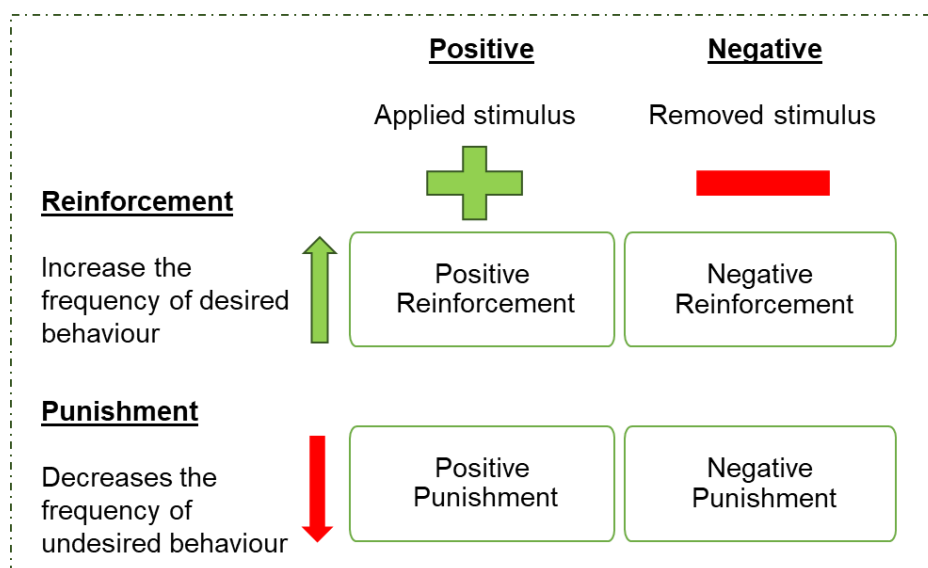 Positive
Negative
Applied stimulus
Removed stimulus
Reinforcement
Increase the
frequency of desired
behaviour
Positive
Reinforcement
Negative
Reinforcement
Punishment
Decreases the
frequency of
undesired behaviour
Positive
Punishment
Negative
Punishment